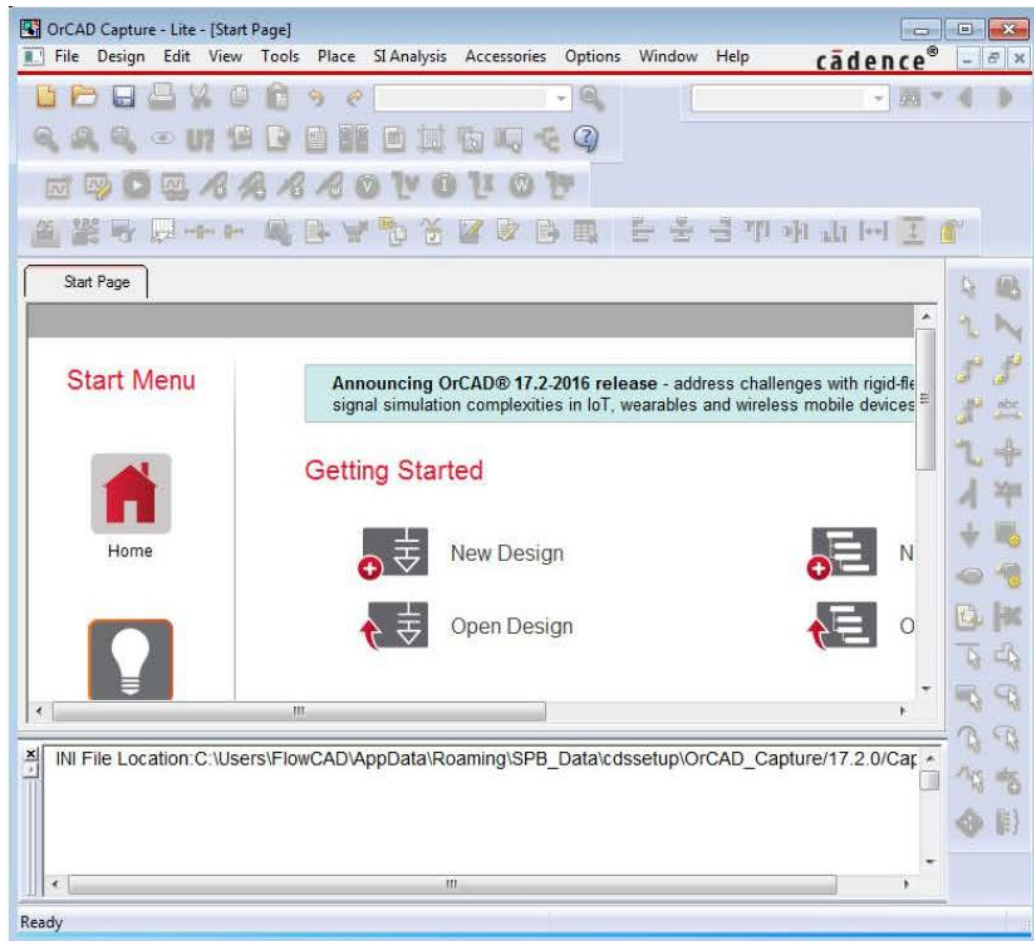 OrCAD Capture - Lite - [Start Page]
File Design Edit View Tools Place SI Analysis Accessories Options Window Help
cādence®
U?
V
I
W
Start Page
Start Menu
Announcing OrCAD® 17.2-2016 release - address challenges with rigid-fle
signal simulation complexities in IoT, wearables and wireless mobile devices
Getting Started
Home
New Design
N
Open Design
O
abc
INI File Location:C:\Users\FlowCAD\AppData\Roaming\SPB_Data\cdssetup\OrCAD_Capture/17.2.0/Cap
Ready